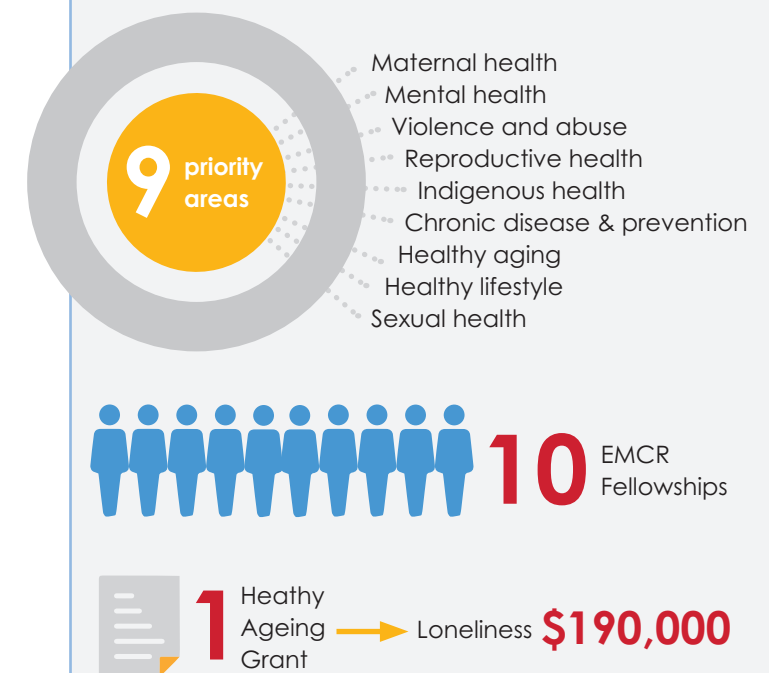 9 priority
areas
Maternal health
Mental health
Violence and abuse
Reproductive health
Indigenous health
Chronic disease & prevention
Healthy aging
Healthy lifestyle
Sexual health
10 EMCR
Fellowships
1 Heathy
Ageing
Grant
Loneliness $190,000